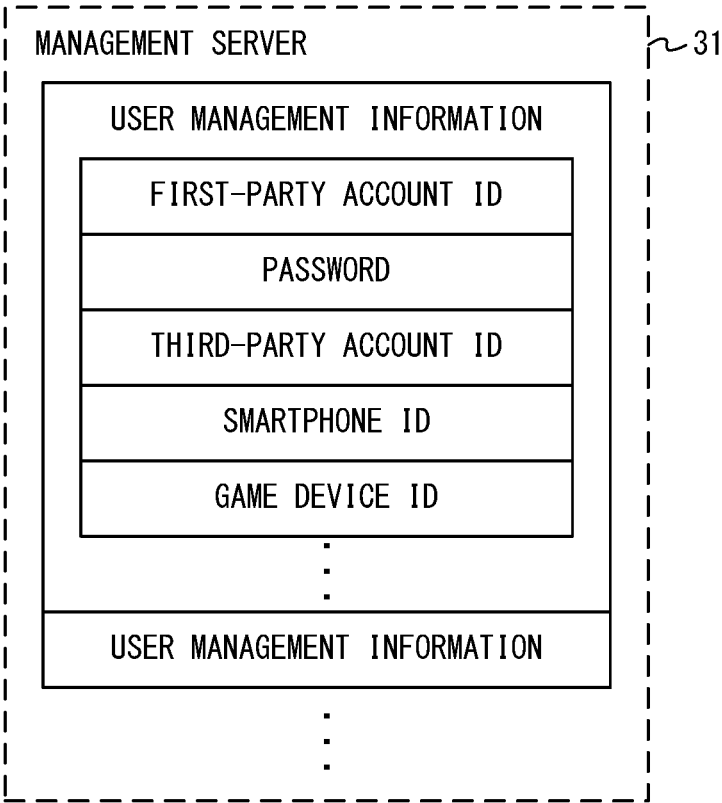 MANAGEMENT SERVER
31
USER MANAGEMENT INFORMATION
FIRST-PARTY ACCOUNT ID
PASSWORD
THIRD-PARTY ACCOUNT ID
SMARTPHONE ID
GAME DEVICE ID
USER MANAGEMENT INFORMATION